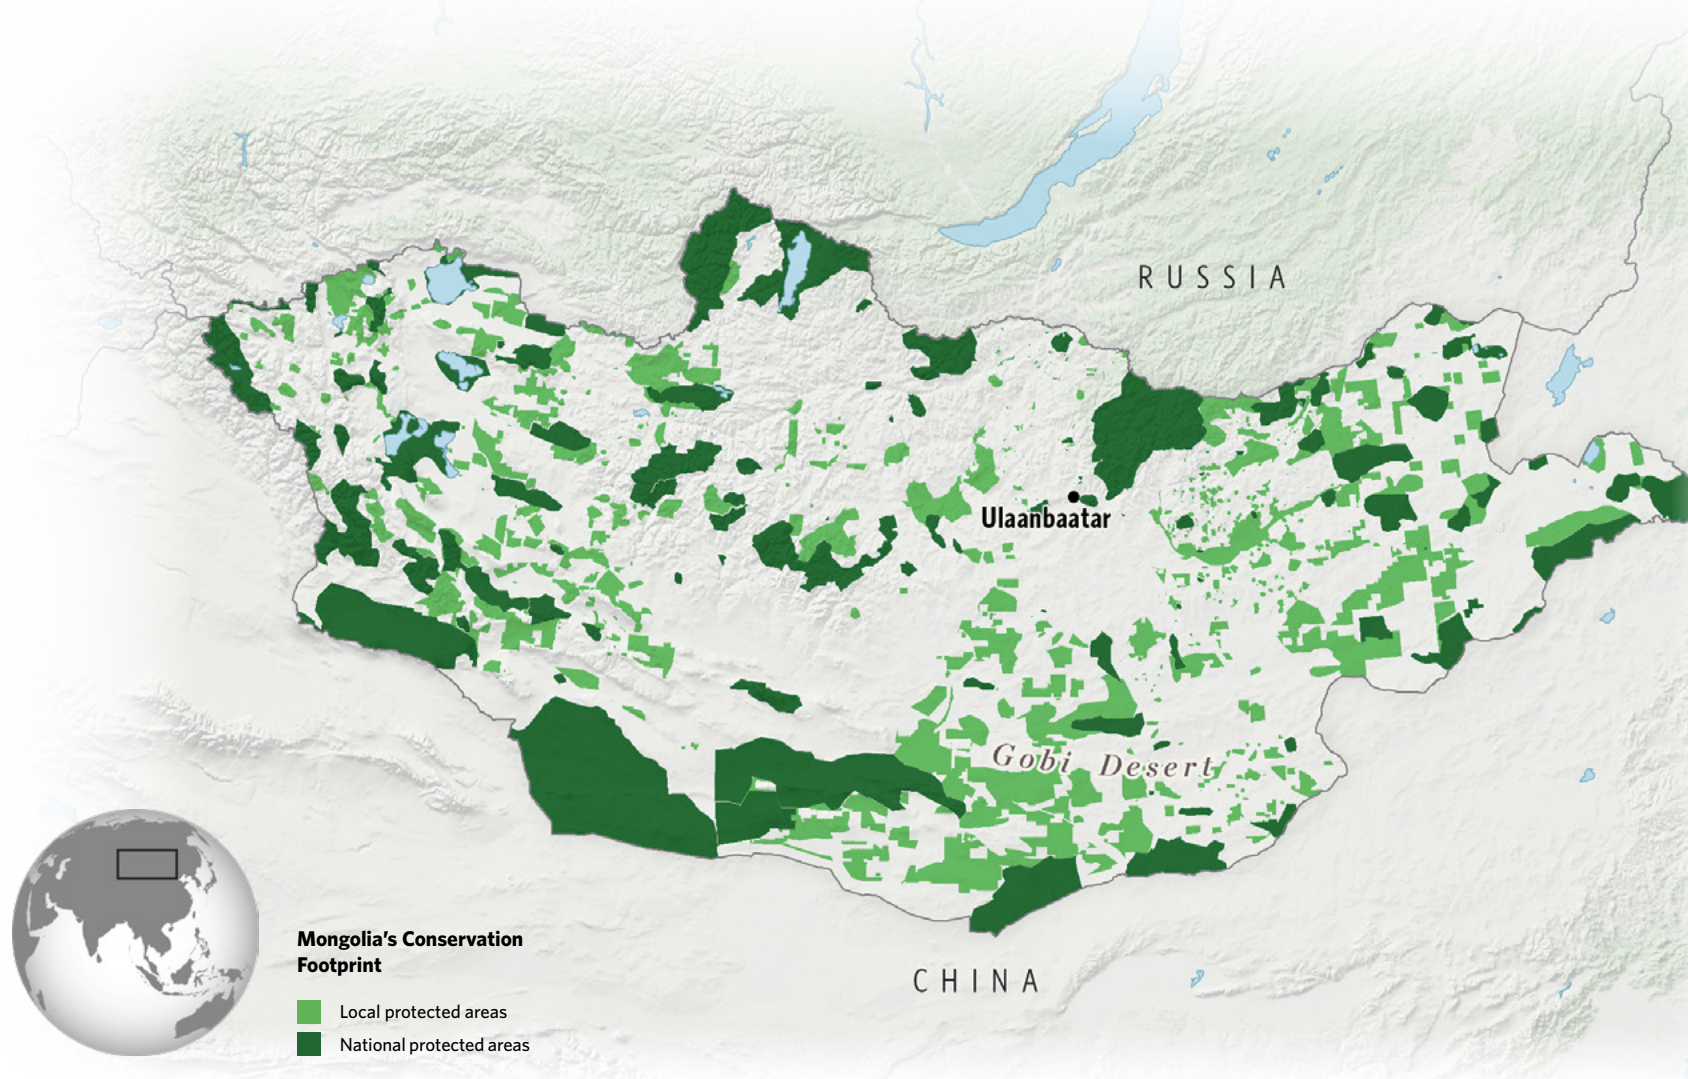 RUSSIA
Ulaanbaatar
Gobi Desert
CHINA
Mongolia's Conservation
Footprint
Local protected areas
National protected areas